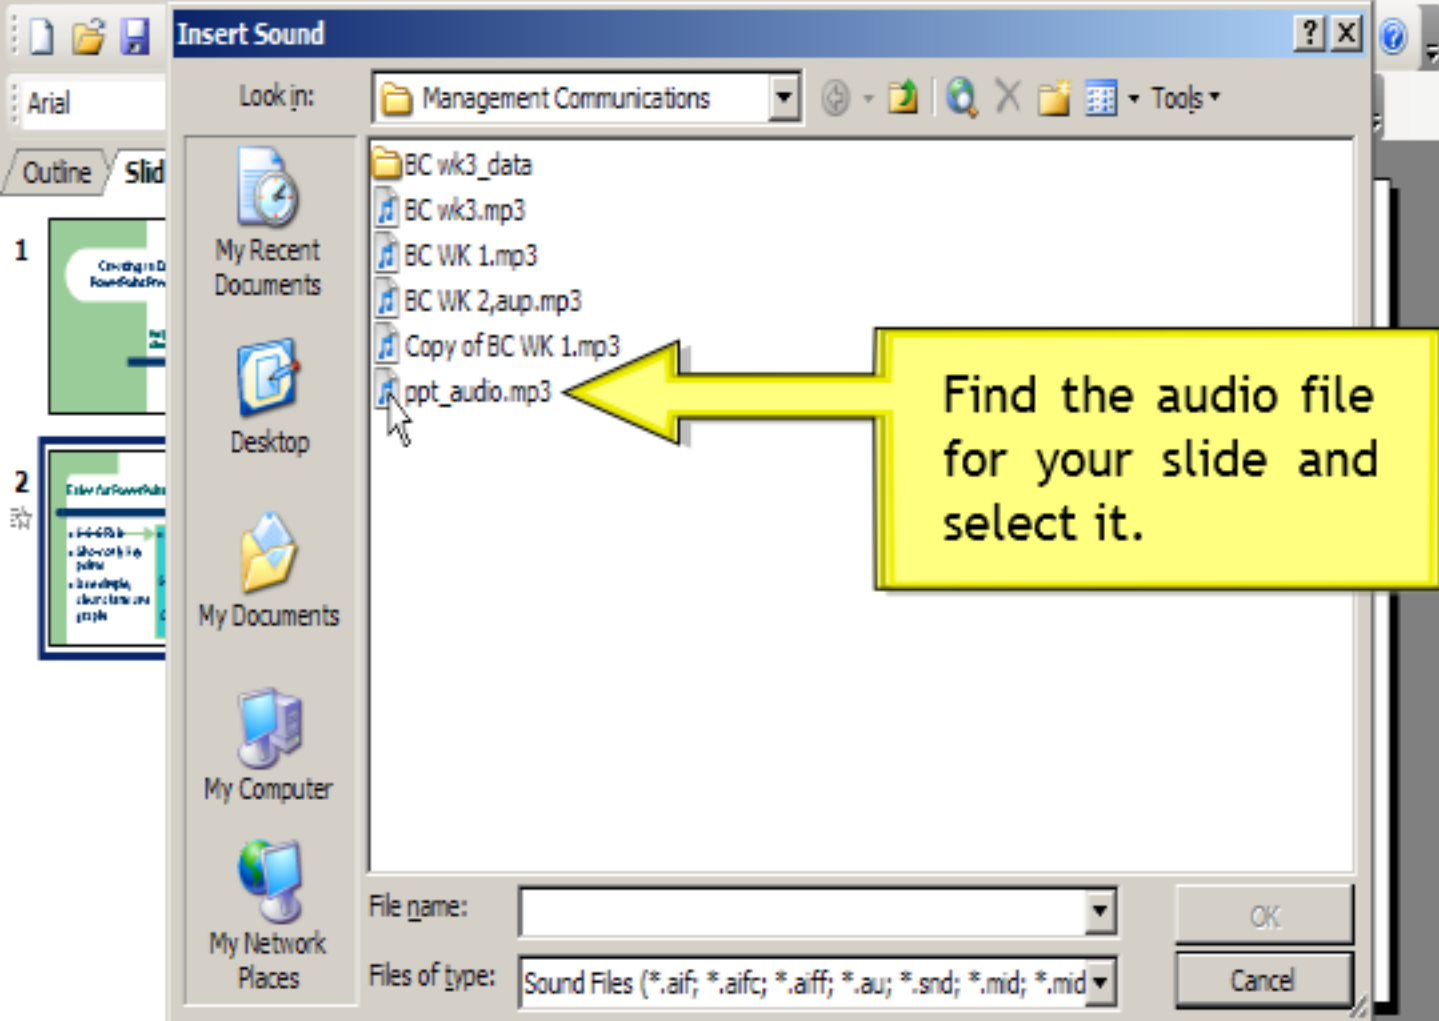 Insert Sound
?
Arial
Look in:
Management Communications
Tools
Outline
Slid
BC wk3_data
BC wk3.mp3
BC WK 1.mp3
BC WK 2,aup.mp3
Copy of BC WK 1.mp3
ppt_audio.mp3
My Recent
Documents
Desktop
My Documents
My Computer
My Network
Places
1
2
Find the audio file
for your slide and
select it.
File name:
OK
Files of type:
Sound Files (*.aif; *.aifc; *.aiff; *.au; *.snd; *.mid; *.mid
Cancel